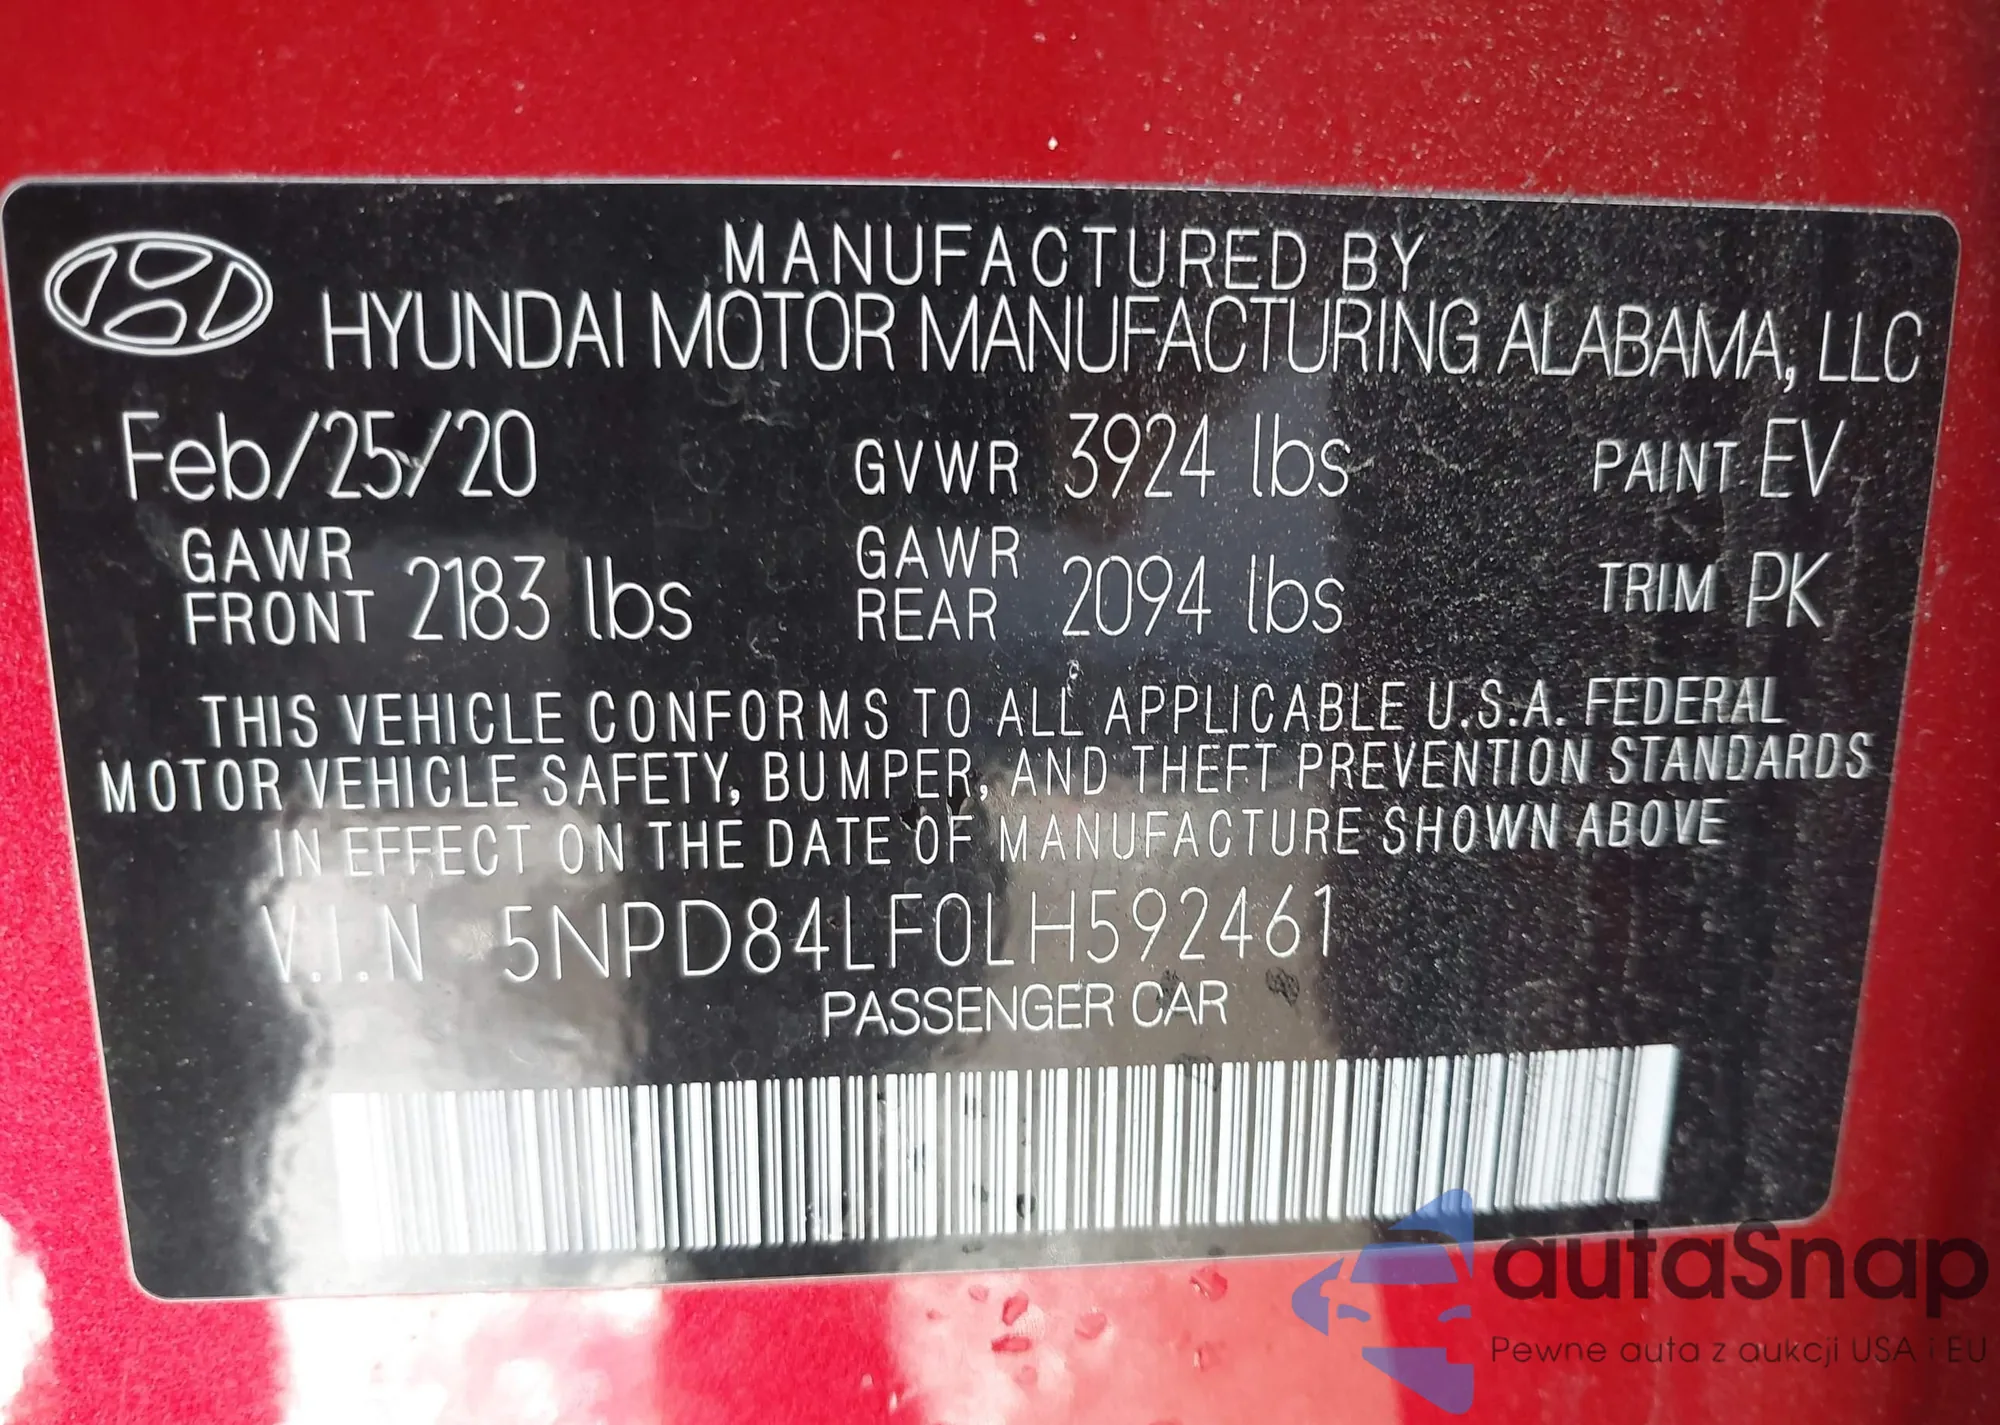 MANUFACTURED BY
HYUNDAI MOTOR MANUFACTURING ALABAMA, LLC
Feb/25/20 GVWR 3924 lbs PAINT EV
GAWR FRONT 2183 lbs GAWR REAR 2094 lbs TRIM PK
THIS VEHICLE CONFORMS TO ALL APPLICABLE U.S.A. FEDERAL
MOTOR VEHICLE SAFETY, BUMPER, AND THEFT PREVENTION STANDARDS
IN EFFECT ON THE DATE OF MANUFACTURE SHOWN ABOVE
V.I.N 5NPD84LF0LH592461
PASSENGER CAR
autaSnap
Pewne auta z aukcji USA i EU